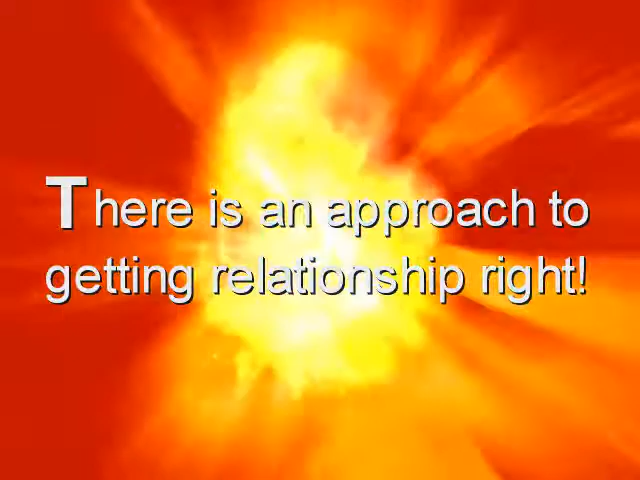 There is an approach to
getting relationship right!